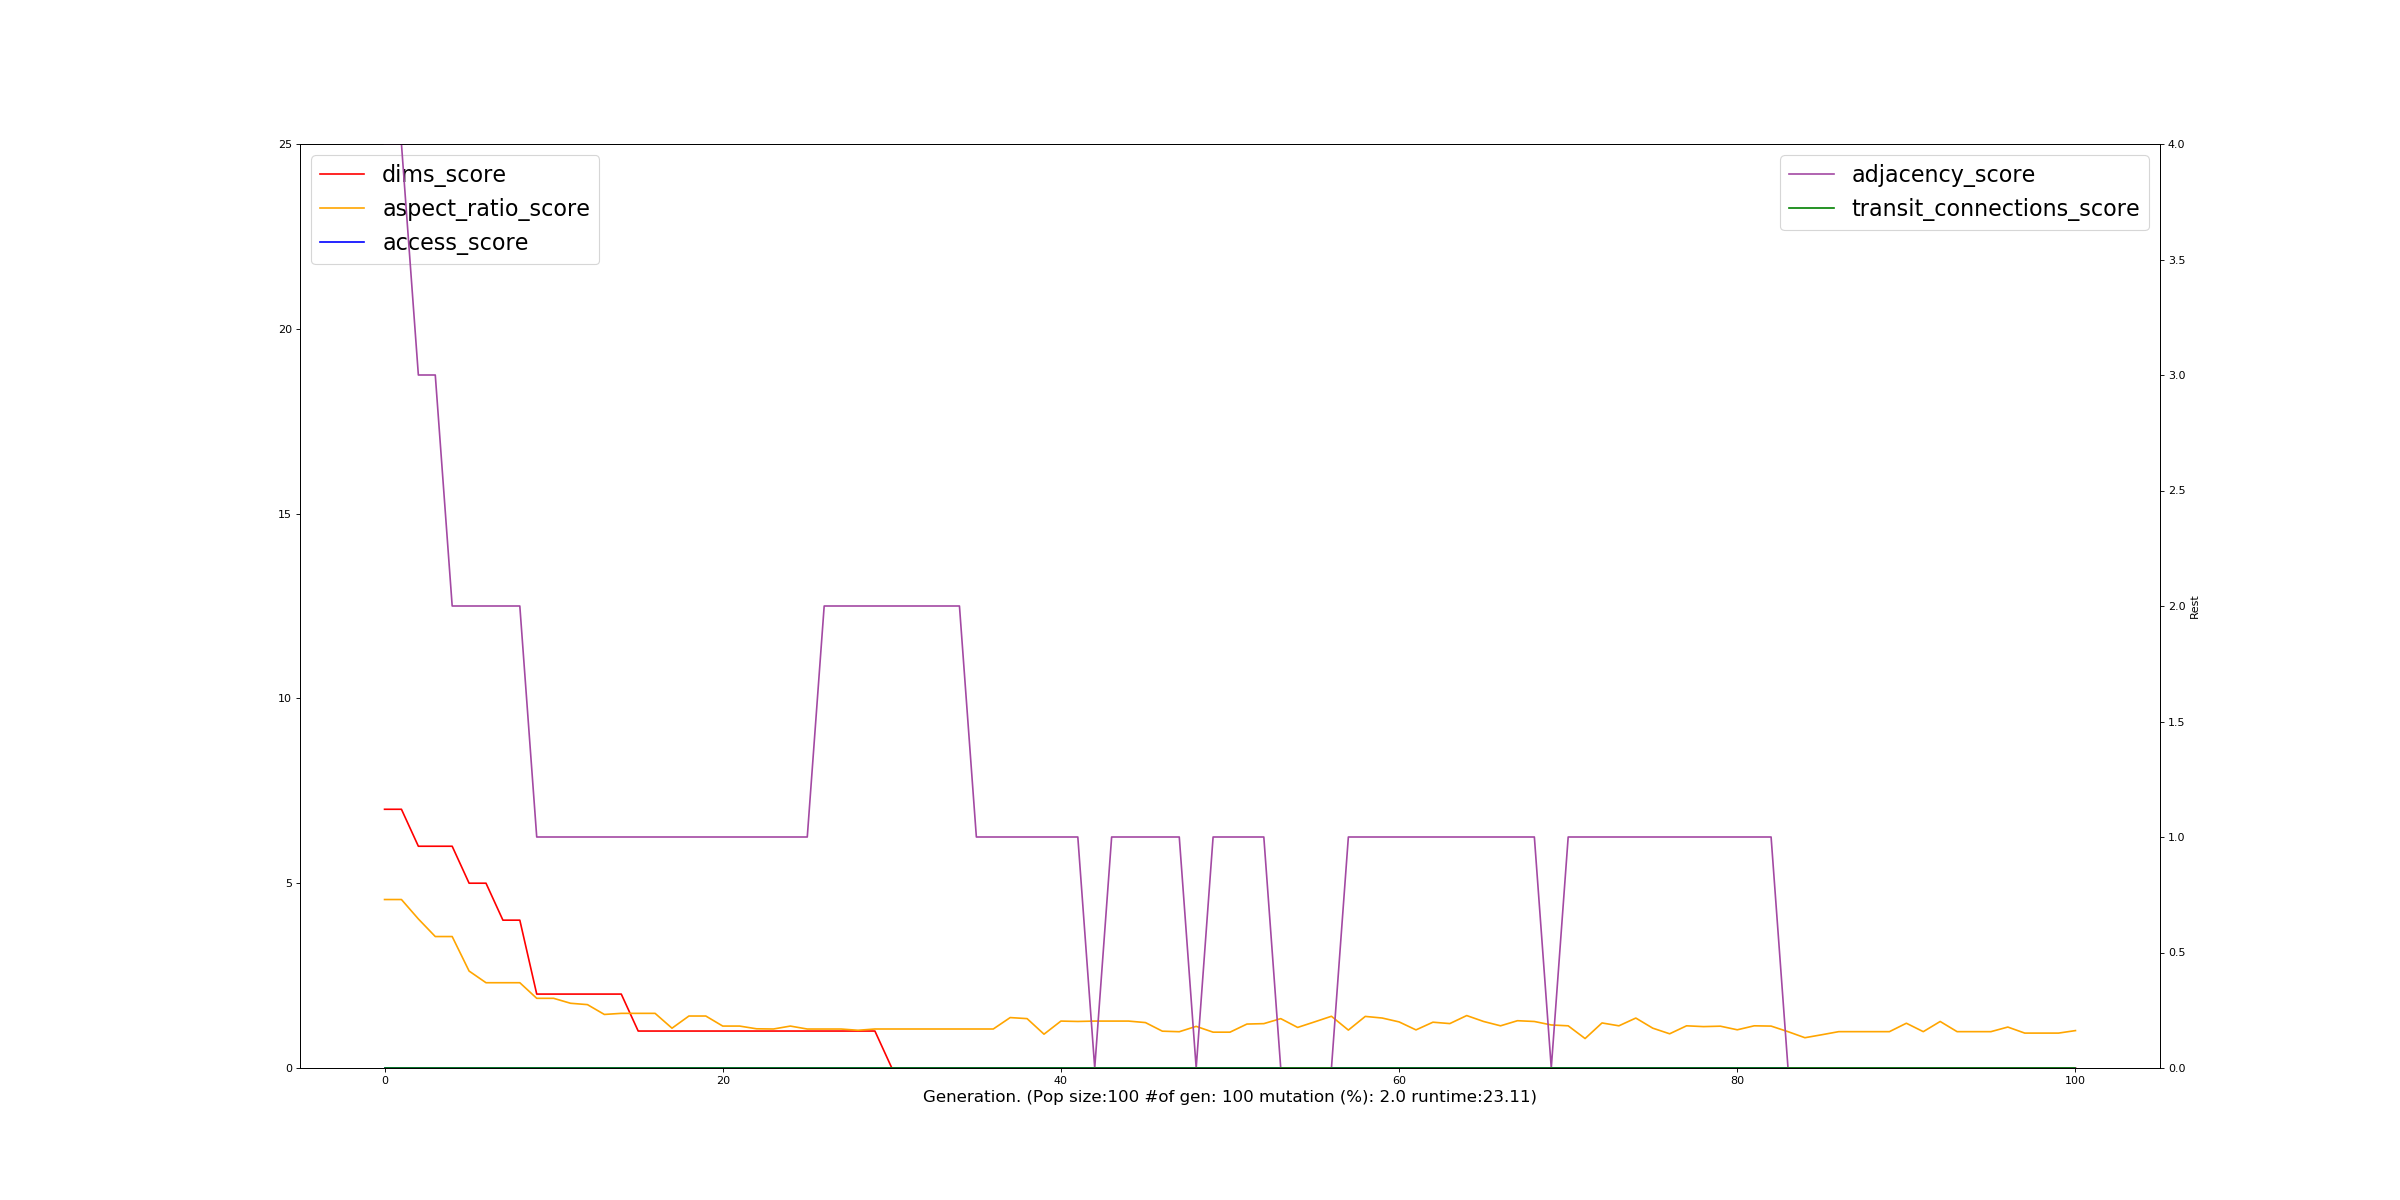 25
20
15
10
5
0
dims_score
aspect_ratio_score
access_score
adjacency_score
transit_connections_score
4.0
3.5
3.0
2.5
2.0
1.5
1.0
0.5
0.0
Rest
0 20 40 60 80 100
Generation. (Pop size:100 #of gen: 100 mutation (%): 2.0 runtime:23.11)